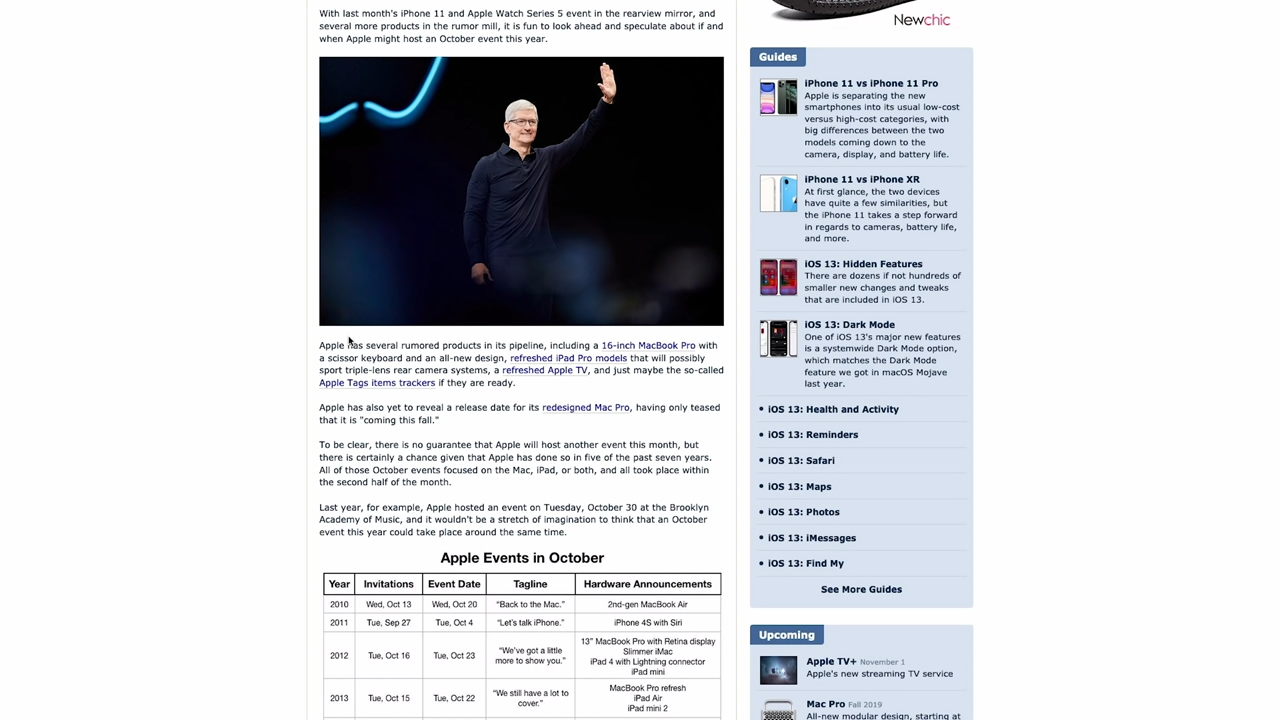 With last month's iPhone 11 and Apple Watch Series 5 event in the rearview mirror, and
several more products in the rumor mill, it is fun to look ahead and speculate about if and
when Apple might host an October event this year.
Apple has several rumored products in its pipeline, including a 16-inch MacBook Pro with
a scissor keyboard and an all-new design, refreshed iPad Pro models that will possibly
sport triple-lens rear camera systems, a refreshed Apple TV, and just maybe the so-called
Apple Tags items trackers if they are ready.
Apple has also yet to reveal a release date for its redesigned Mac Pro, having only teased
that it is "coming this fall."
To be clear, there is no guarantee that Apple will host another event this month, but
there is certainly a chance given that Apple has done so in five of the past seven years.
All of those October events focused on the Mac, iPad, or both, and all took place within
the second half of the month.
Last year, for example, Apple hosted an event on Tuesday, October 30 at the Brooklyn
Academy of Music, and it wouldn't be a stretch of imagination to think that an October
event this year could take place around the same time.
Apple Events in October
Year Invitations Event Date Tagline Hardware Announcements
2010 Wed, Oct 13 Wed, Oct 20 “Back to the Mac.” 2nd-gen MacBook Air
2011 Tue, Sep 27 Tue, Oct 4 “Let's talk iPhone.” iPhone 4S with Siri
2012 Tue, Oct 16 Tue, Oct 23 “We've got a little
more to show you.”
13” MacBook Pro with Retina display
Slimmer iMac
iPad 4 with Lightning connector
iPad mini
2013 Tue, Oct 15 Tue, Oct 22 “We still have a lot to
cover.”
MacBook Pro refresh
iPad Air
iPad mini 2
Newchic
Guides
iPhone 11 vs iPhone 11 Pro
Apple is separating the new
smartphones into its usual low-cost
versus high-cost categories, with
big differences between the two
models coming down to the
camera, display, and battery life.
iPhone 11 vs iPhone XR
At first glance, the two devices
have quite a few similarities, but
the iPhone 11 takes a step forward
in regards to cameras, battery life,
and more.
iOS 13: Hidden Features
There are dozens if not hundreds of
smaller new changes and tweaks
that are included in iOS 13.
iOS 13: Dark Mode
One of iOS 13's major new features
is a systemwide Dark Mode option,
which matches the Dark Mode
feature we got in macOS Mojave
last year.
• iOS 13: Health and Activity
• iOS 13: Reminders
• iOS 13: Safari
• iOS 13: Maps
• iOS 13: Photos
• iOS 13: iMessages
• iOS 13: Find My
See More Guides
Upcoming
Apple TV+ November 1
Apple's new streaming TV service
Mac Pro Fall 2019
All-new modular design, starting at